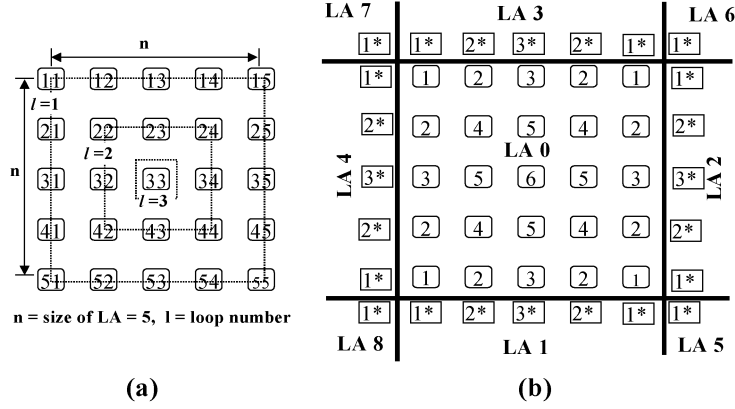 n
11 12 13 14 15
l =1
21 22 23 24 25
l =2
n
31 32 33 34 35
l =3
41 42 43 44 45
51 52 53 54 55
n = size of LA = 5, l = loop number
(a)
LA 7 LA 3 LA 6
1* 1* 2* 3* 2* 1* 1*
1* 1 2 3 2 1 1*
2* 2 4 5 4 2 2*
LA 0
LA 4
3* 3 5 6 5 3 3*
LA 2
2* 2 4 5 4 2 2*
1* 1 2 3 2 1 1*
1* 1* 2* 3* 2* 1* 1*
LA 8 LA 1 LA 5
(b)